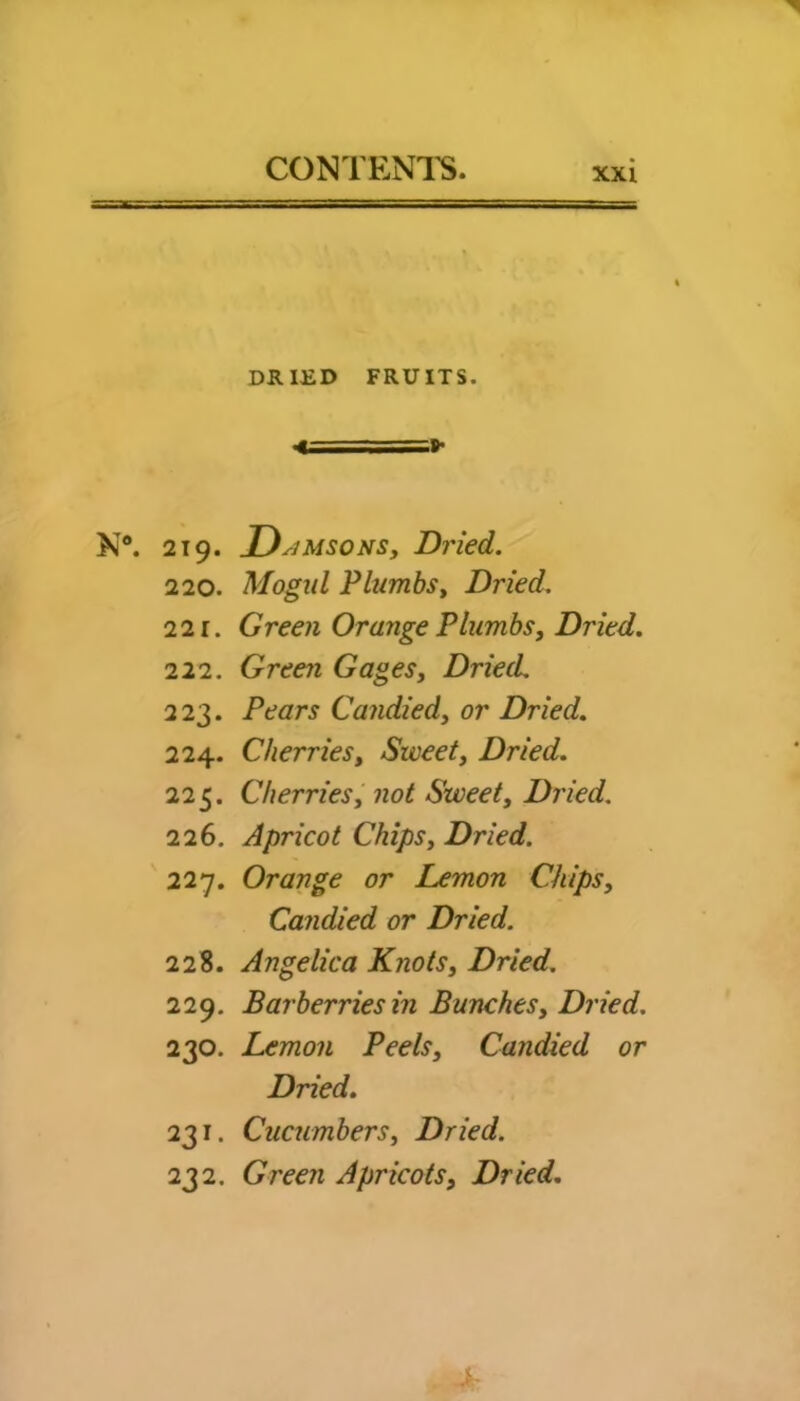 CONTENTS. xxi
DRIED FRUITS.
N°. 219. DAMSONS, Dried.
220. Mogul Plumbs, Dried.
221. Green Orange Plumbs, Dried.
222. Green Gages, Dried.
223. Pears Candied, or Dried.
224. Cherries, Sweet, Dried.
225. Cherries, not Sweet, Dried.
226. Apricot Chips, Dried.
227. Orange or Lemon Chips,
Candied or Dried.
228. Angelica Knots, Dried.
229. Barberries in Bunches, Dried.
230. Lemon Peels, Candied or
Dried.
231. Cucumbers, Dried.
232. Green Apricots, Dried.